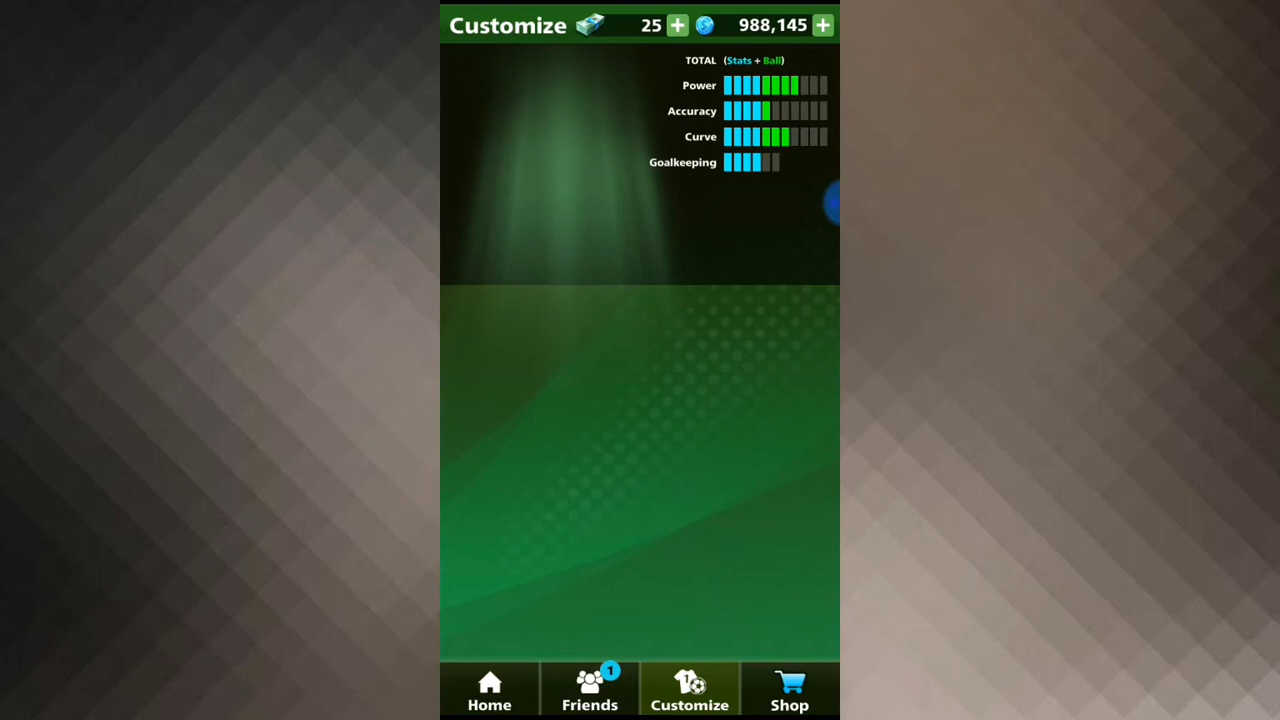 Customize 25 + 988,145 +
TOTAL (Stats + Ball)
Power
Accuracy
Curve
Goalkeeping
1
Home Friends Customize Shop